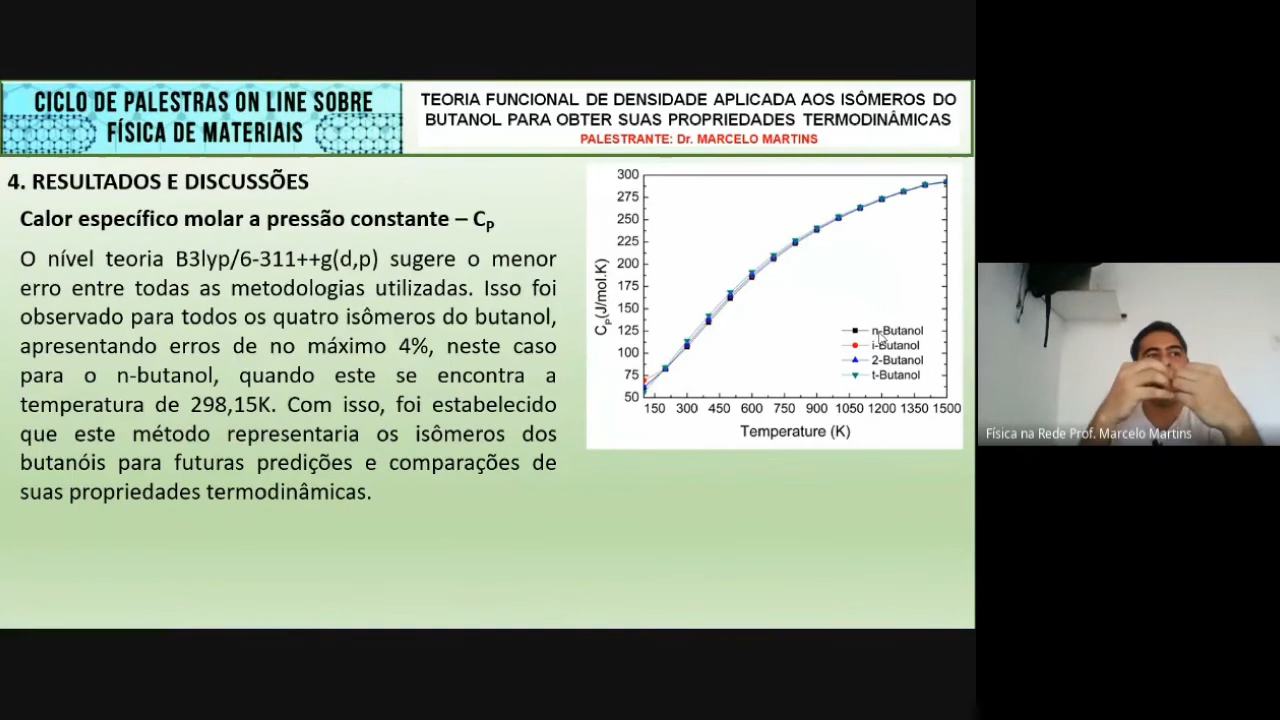 CICLO DE PALESTRAS ON LINE SOBRE
FÍSICA DE MATERIAIS
TEORIA FUNCIONAL DE DENSIDADE APLICADA AOS ISÔMEROS DO
BUTANOL PARA OBTER SUAS PROPRIEDADES TERMODINÂMICAS
PALESTRANTE: Dr. MARCELO MARTINS
4. RESULTADOS E DISCUSSÕES
Calor específico molar a pressão constante – CP
O nível teoria B3lyp/6-311++g(d,p) sugere o menor
erro entre todas as metodologias utilizadas. Isso foi
observado para todos os quatro isômeros do butanol,
apresentando erros de no máximo 4%, neste caso
para o n-butanol, quando este se encontra a
temperatura de 298,15K. Com isso, foi estabelecido
que este método representaria os isômeros dos
butanóis para futuras predições e comparações de
suas propriedades termodinâmicas.
300
275
250
225
200
175
150
125
100
75
50
CP(J/mol.K)
n-Butanol
i-Butanol
2-Butanol
t-Butanol
150 300 450 600 750 900 1050 1200 1350 1500
Temperature (K)
Física na Rede Prof. Marcelo Martins